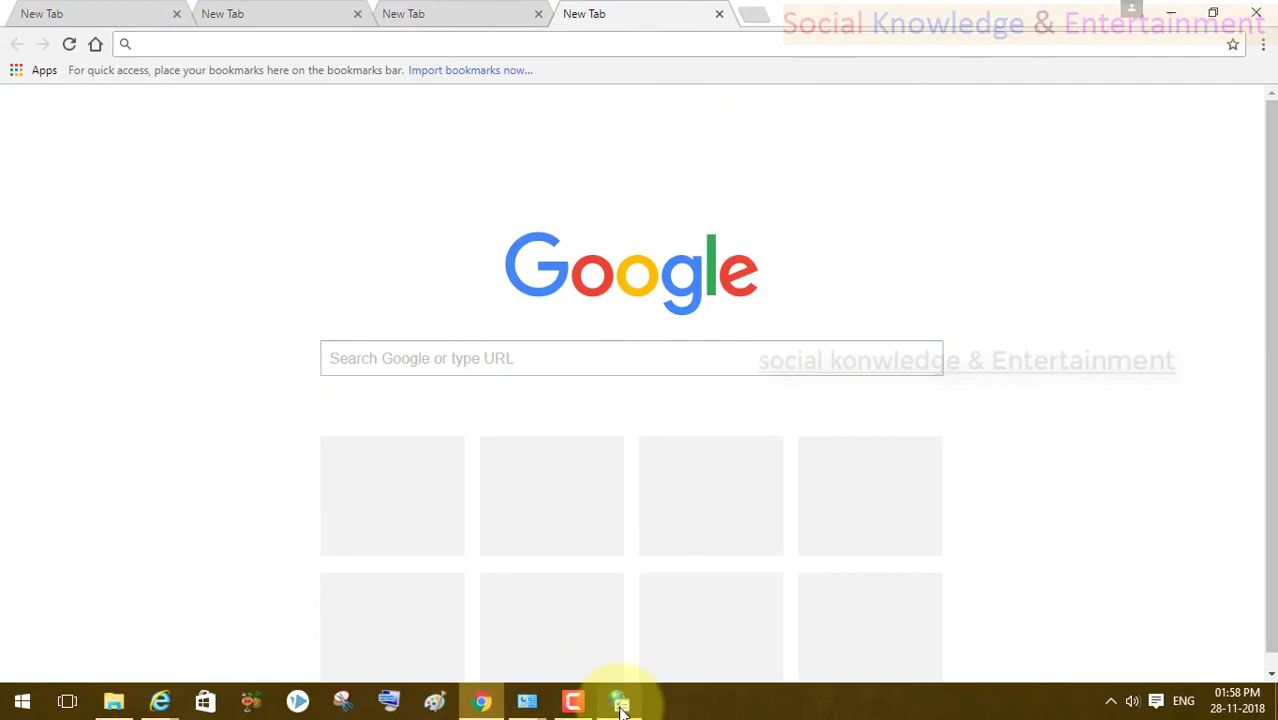 New Tab New Tab New Tab New Tab
Social Knowledge & Entertainment
Apps For quick access, place your bookmarks here on the bookmarks bar. Import bookmarks now...
Google
Search Google or type URL
social konwledge & Entertainment
ENG
01:58 PM
28-11-2018